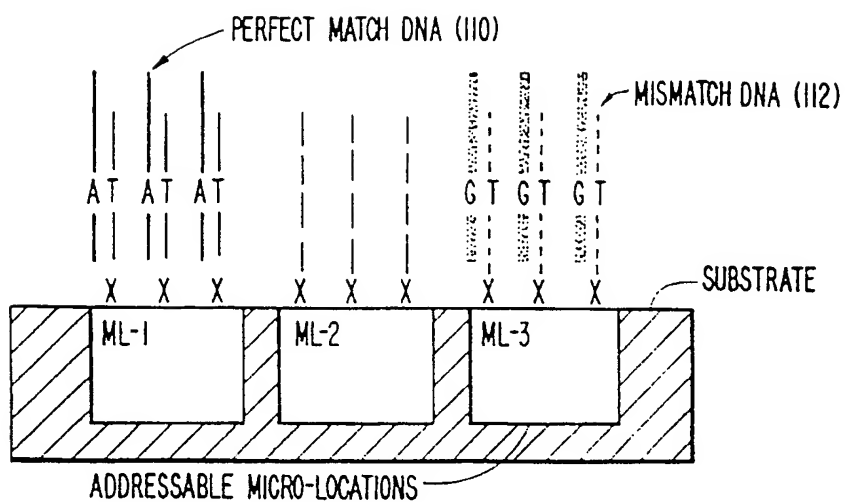 PERFECT MATCH DNA (110)
MISMATCH DNA (112)
A T A T A T G T G T G T
X X X X X X X X X
SUBSTRATE
ML-1 ML-2 ML-3
ADDRESSABLE MICRO-LOCATIONS